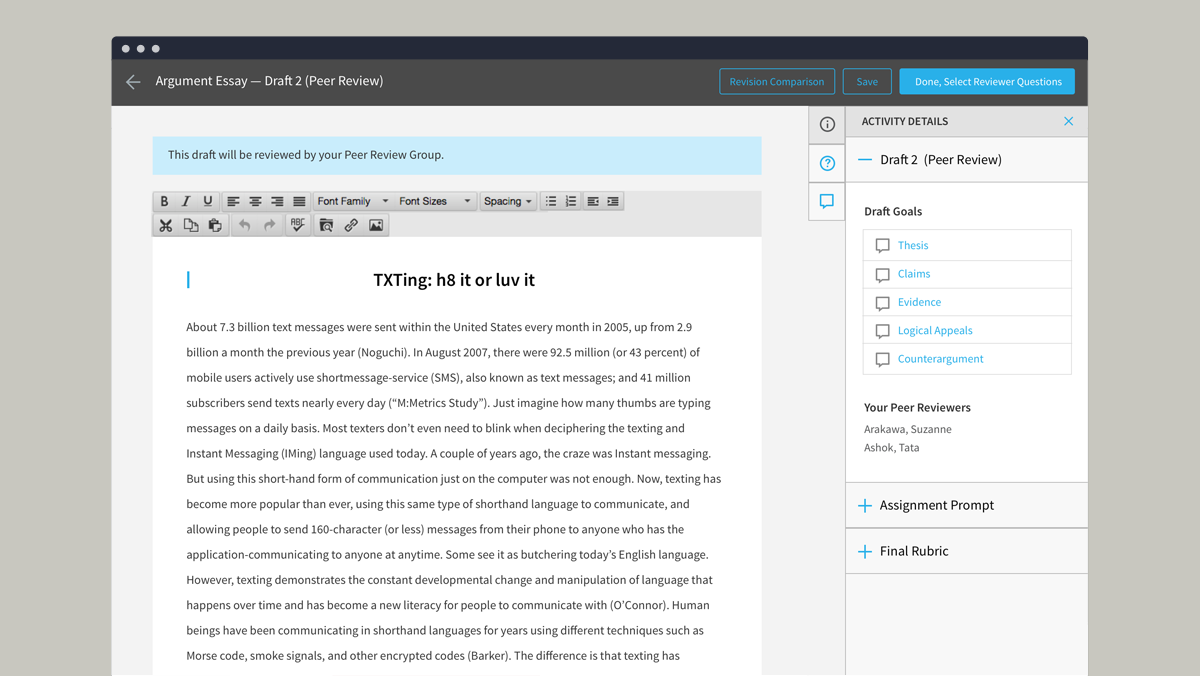 Argument Essay — Draft 2 (Peer Review)
Revision Comparison
Save
Done, Select Reviewer Questions
This draft will be reviewed by your Peer Review Group.
B I U Font Family Font Sizes Spacing
ABC
TXTing: h8 it or luv it
About 7.3 billion text messages were sent within the United States every month in 2005, up from 2.9
billion a month the previous year (Noguchi). In August 2007, there were 92.5 million (or 43 percent) of
mobile users actively use shortmessage-service (SMS), also known as text messages; and 41 million
subscribers send texts nearly every day (“M:Metrics Study”). Just imagine how many thumbs are typing
messages on a daily basis. Most texters don’t even need to blink when deciphering the texting and
Instant Messaging (IMing) language used today. A couple of years ago, the craze was Instant messaging.
But using this short-hand form of communication just on the computer was not enough. Now, texting has
become more popular than ever, using this same type of shorthand language to communicate, and
allowing people to send 160-character (or less) messages from their phone to anyone who has the
application-communicating to anyone at anytime. Some see it as butchering today’s English language.
However, texting demonstrates the constant developmental change and manipulation of language that
happens over time and has become a new literacy for people to communicate with (O’Connor). Human
beings have been communicating in shorthand languages for years using different techniques such as
Morse code, smoke signals, and other encrypted codes (Barker). The difference is that texting has
ACTIVITY DETAILS
Draft 2 (Peer Review)
Draft Goals
Thesis
Claims
Evidence
Logical Appeals
Counterargument
Your Peer Reviewers
Arakawa, Suzanne
Ashok, Tata
Assignment Prompt
Final Rubric